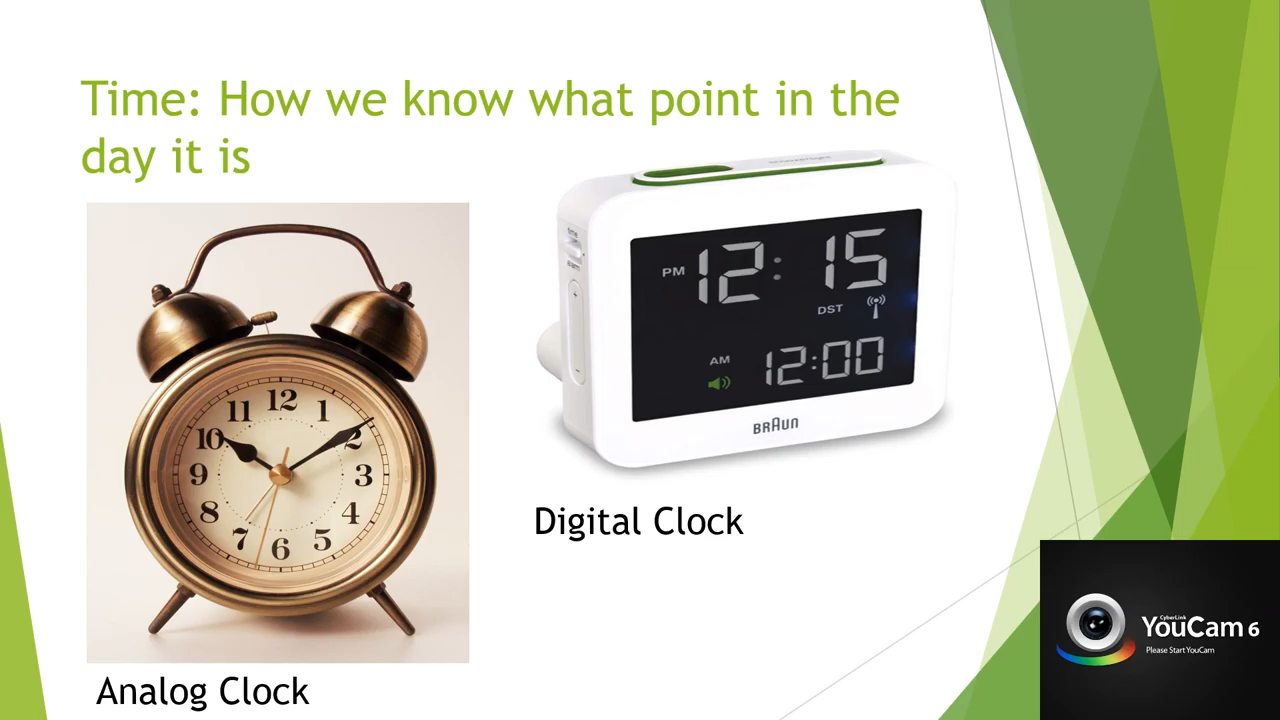 Time: How we know what point in the
day it is
12
11 1
10 2
9 3
8 4
7 5
6
Analog Clock
PM 12:15
DST
AM 12:00
BRAUN
Digital Clock
CyberLink
YouCam 6
Please Start YouCam